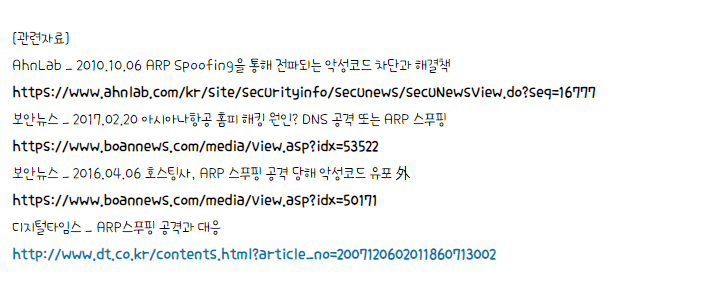 [관련자료]
AhnLab - 2010.10.06 ARP Spoofing을 통해 전파되는 악성코드 차단과 해결책
https://www.ahnlab.com/kr/site/securityinfo/secunews/secuNewsView.do?seq=16777
보안뉴스 - 2017.02.20 아시아나항공 홈피 해킹 원인? DNS 공격 또는 ARP 스푸핑
https://www.boannews.com/media/view.asp?idx=53522
보안뉴스 - 2016.04.06 호스팅사, ARP 스푸핑 공격 당해 악성코드 유포 外
https://www.boannews.com/media/view.asp?idx=50171
디지털타임스 - ARP스푸핑 공격과 대응
http://www.dt.co.kr/contents.html?article_no=2007120602011860713002